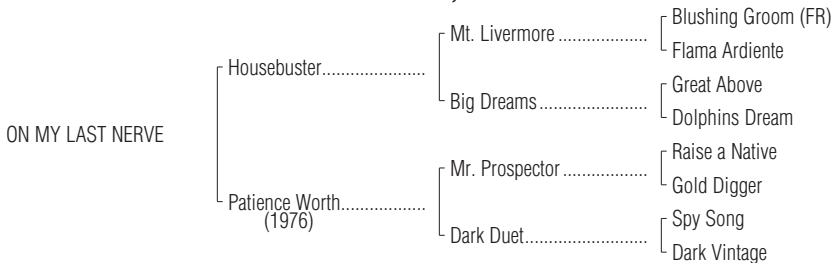 Blushing Groom (FR)
Mt. Livermore ..................
Flama Ardiente
Housebuster......................
Great Above
Big Dreams......................
Dolphins Dream
ON MY LAST NERVE
Raise a Native
Mr. Prospector .................
Gold Digger
Patience Worth..................
(1976)
Spy Song
Dark Duet.........................
Dark Vintage